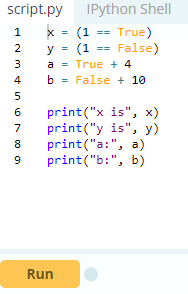 script.py IPython Shell
1 x = (1 == True)
2 y = (1 == False)
3 a = True + 4
4 b = False + 10
5
6 print("x is", x)
7 print("y is", y)
8 print("a:", a)
9 print("b:", b)
Run